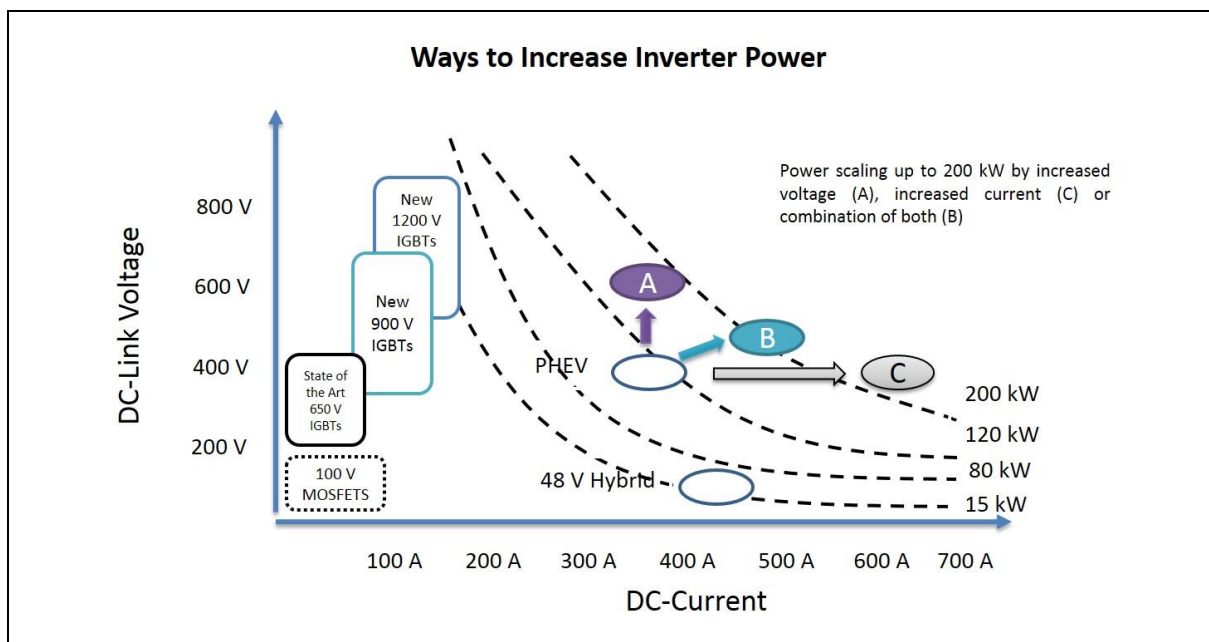 Ways to Increase Inverter Power
Power scaling up to 200 kW by increased
voltage (A), increased current (C) or
combination of both (B)
DC-Link Voltage
800 V
600 V
400 V
200 V
New
1200 V
IGBTs
New
900 V
IGBTs
State of
the Art
650 V
IGBTs
100 V
MOSFETS
A
B
C
PHEV
48 V Hybrid
200 kW
120 kW
80 kW
15 kW
100 A
200 A
300 A
400 A
500 A
600 A
700 A
DC-Current